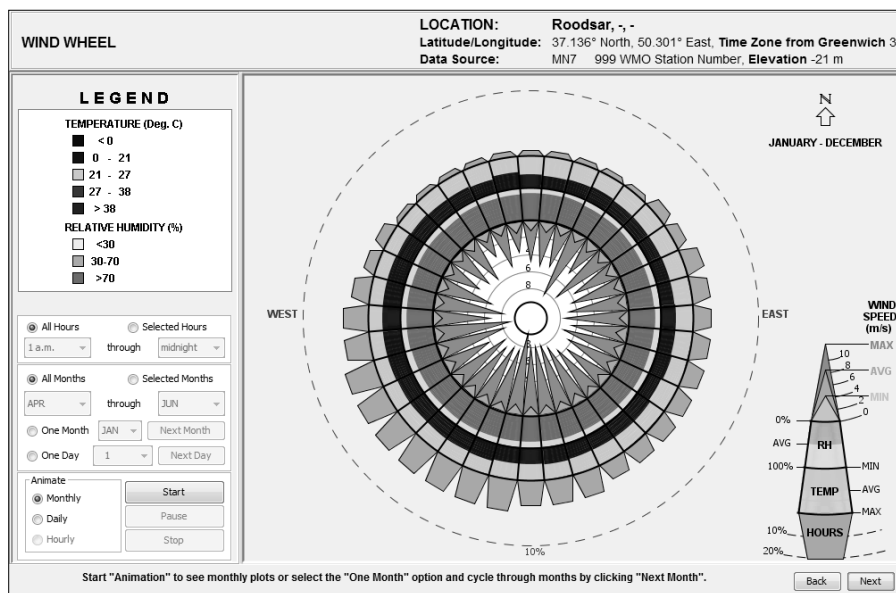 WIND WHEEL
LOCATION: Roodsar, -, -
Latitude/Longitude: 37.136° North, 50.301° East, Time Zone from Greenwich 3
Data Source: MN7 999 WMO Station Number, Elevation -21 m
LEGEND
TEMPERATURE (Deg. C)
< 0
0 - 21
21 - 27
27 - 38
> 38
RELATIVE HUMIDITY (%)
<30
30-70
>70
All Hours Selected Hours
1 a.m. through midnight
All Months Selected Months
APR through JUN
One Month JAN Next Month
One Day 1 Next Day
Animate
Monthly Start
Daily Pause
Hourly Stop
N
JANUARY - DECEMBER
WEST
EAST
6
8
10%
WIND
SPEED
(m/s)
MAX
10
8 AVG
6
4 MIN
2
0% 0
AVG RH
100% MIN
TEMP AVG
MAX
10% HOURS
20%
Start "Animation" to see monthly plots or select the "One Month" option and cycle through months by clicking "Next Month".
Back Next